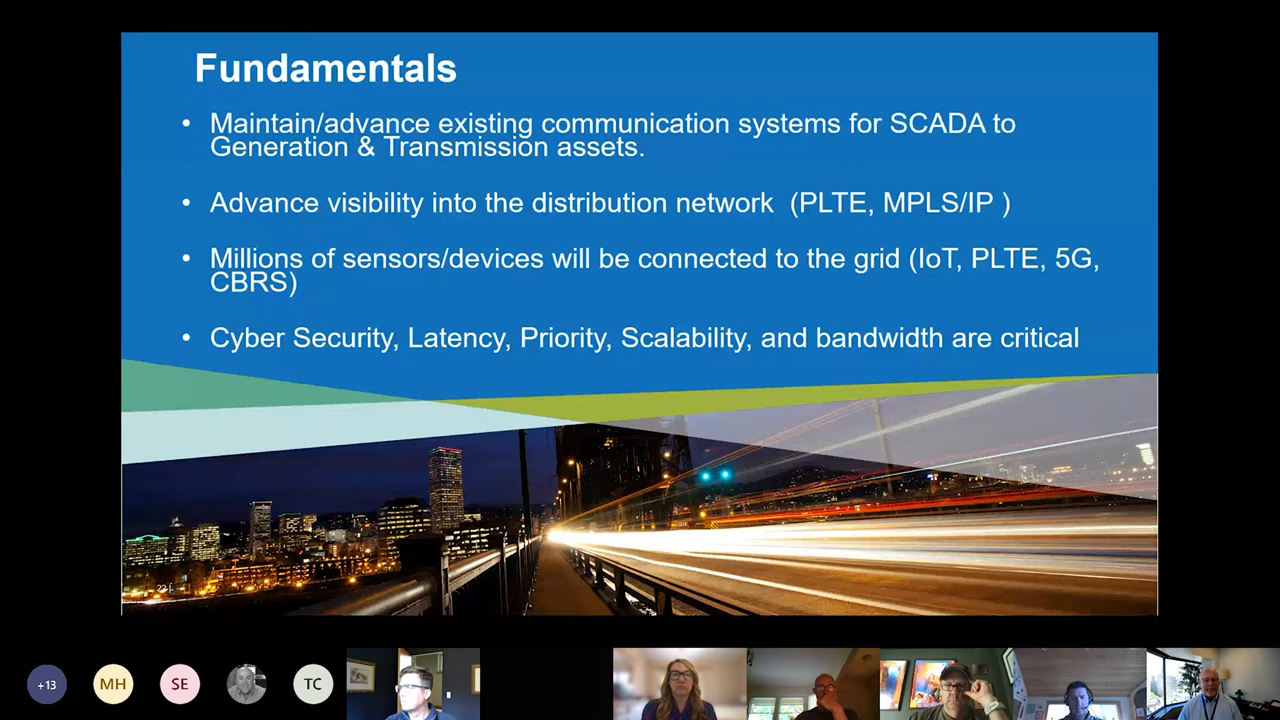 Fundamentals
• Maintain/advance existing communication systems for SCADA to
Generation & Transmission assets.
• Advance visibility into the distribution network (PLTE, MPLS/IP )
• Millions of sensors/devices will be connected to the grid (IoT, PLTE, 5G,
CBRS)
• Cyber Security, Latency, Priority, Scalability, and bandwidth are critical
+13
MH
SE
TC